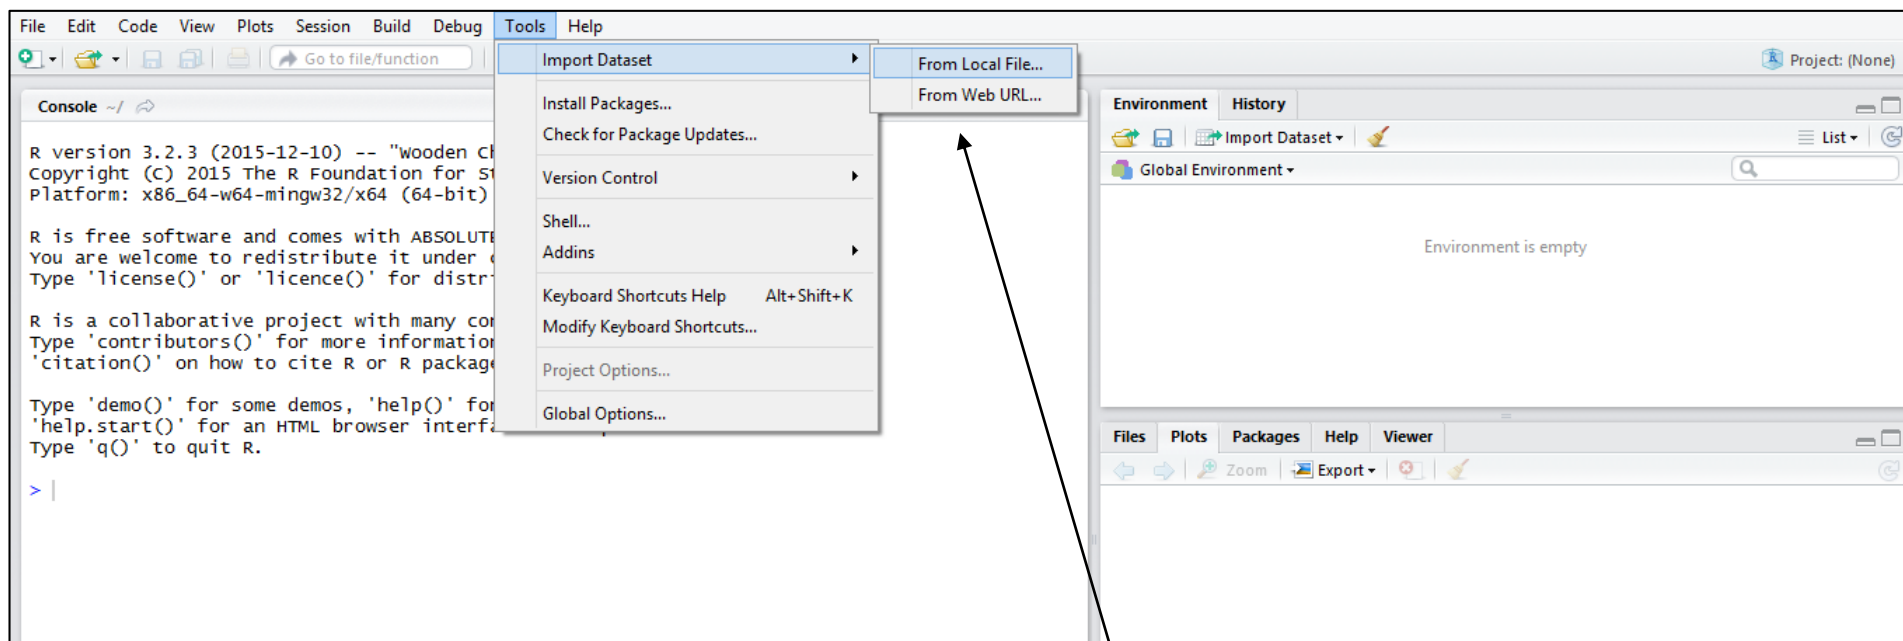 File Edit Code View Plots Session Build Debug Tools Help
Go to file/function
Project: (None)
Import Dataset
From Local File...
From Web URL...
Install Packages...
Check for Package Updates...
Version Control
Shell...
Addins
Keyboard Shortcuts Help Alt+Shift+K
Modify Keyboard Shortcuts...
Project Options...
Global Options...
Console ~/
R version 3.2.3 (2015-12-10) -- "Wooden
Copyright (C) 2015 The R Foundation for
Platform: x86_64-w64-mingw32/x64 (64-bit)
R is free software and comes with
You are welcome to redistribute it under
Type 'license()' or 'licence()' for
R is a collaborative project with many
Type 'contributors()' for more information
'citation()' on how to cite R or R
Type 'demo()' for some demos, 'help()' for
'help.start()' for an HTML browser
Type 'q()' to quit R.
>
Environment History
Import Dataset List
Global Environment
Environment is empty
Files Plots Packages Help Viewer
Zoom Export